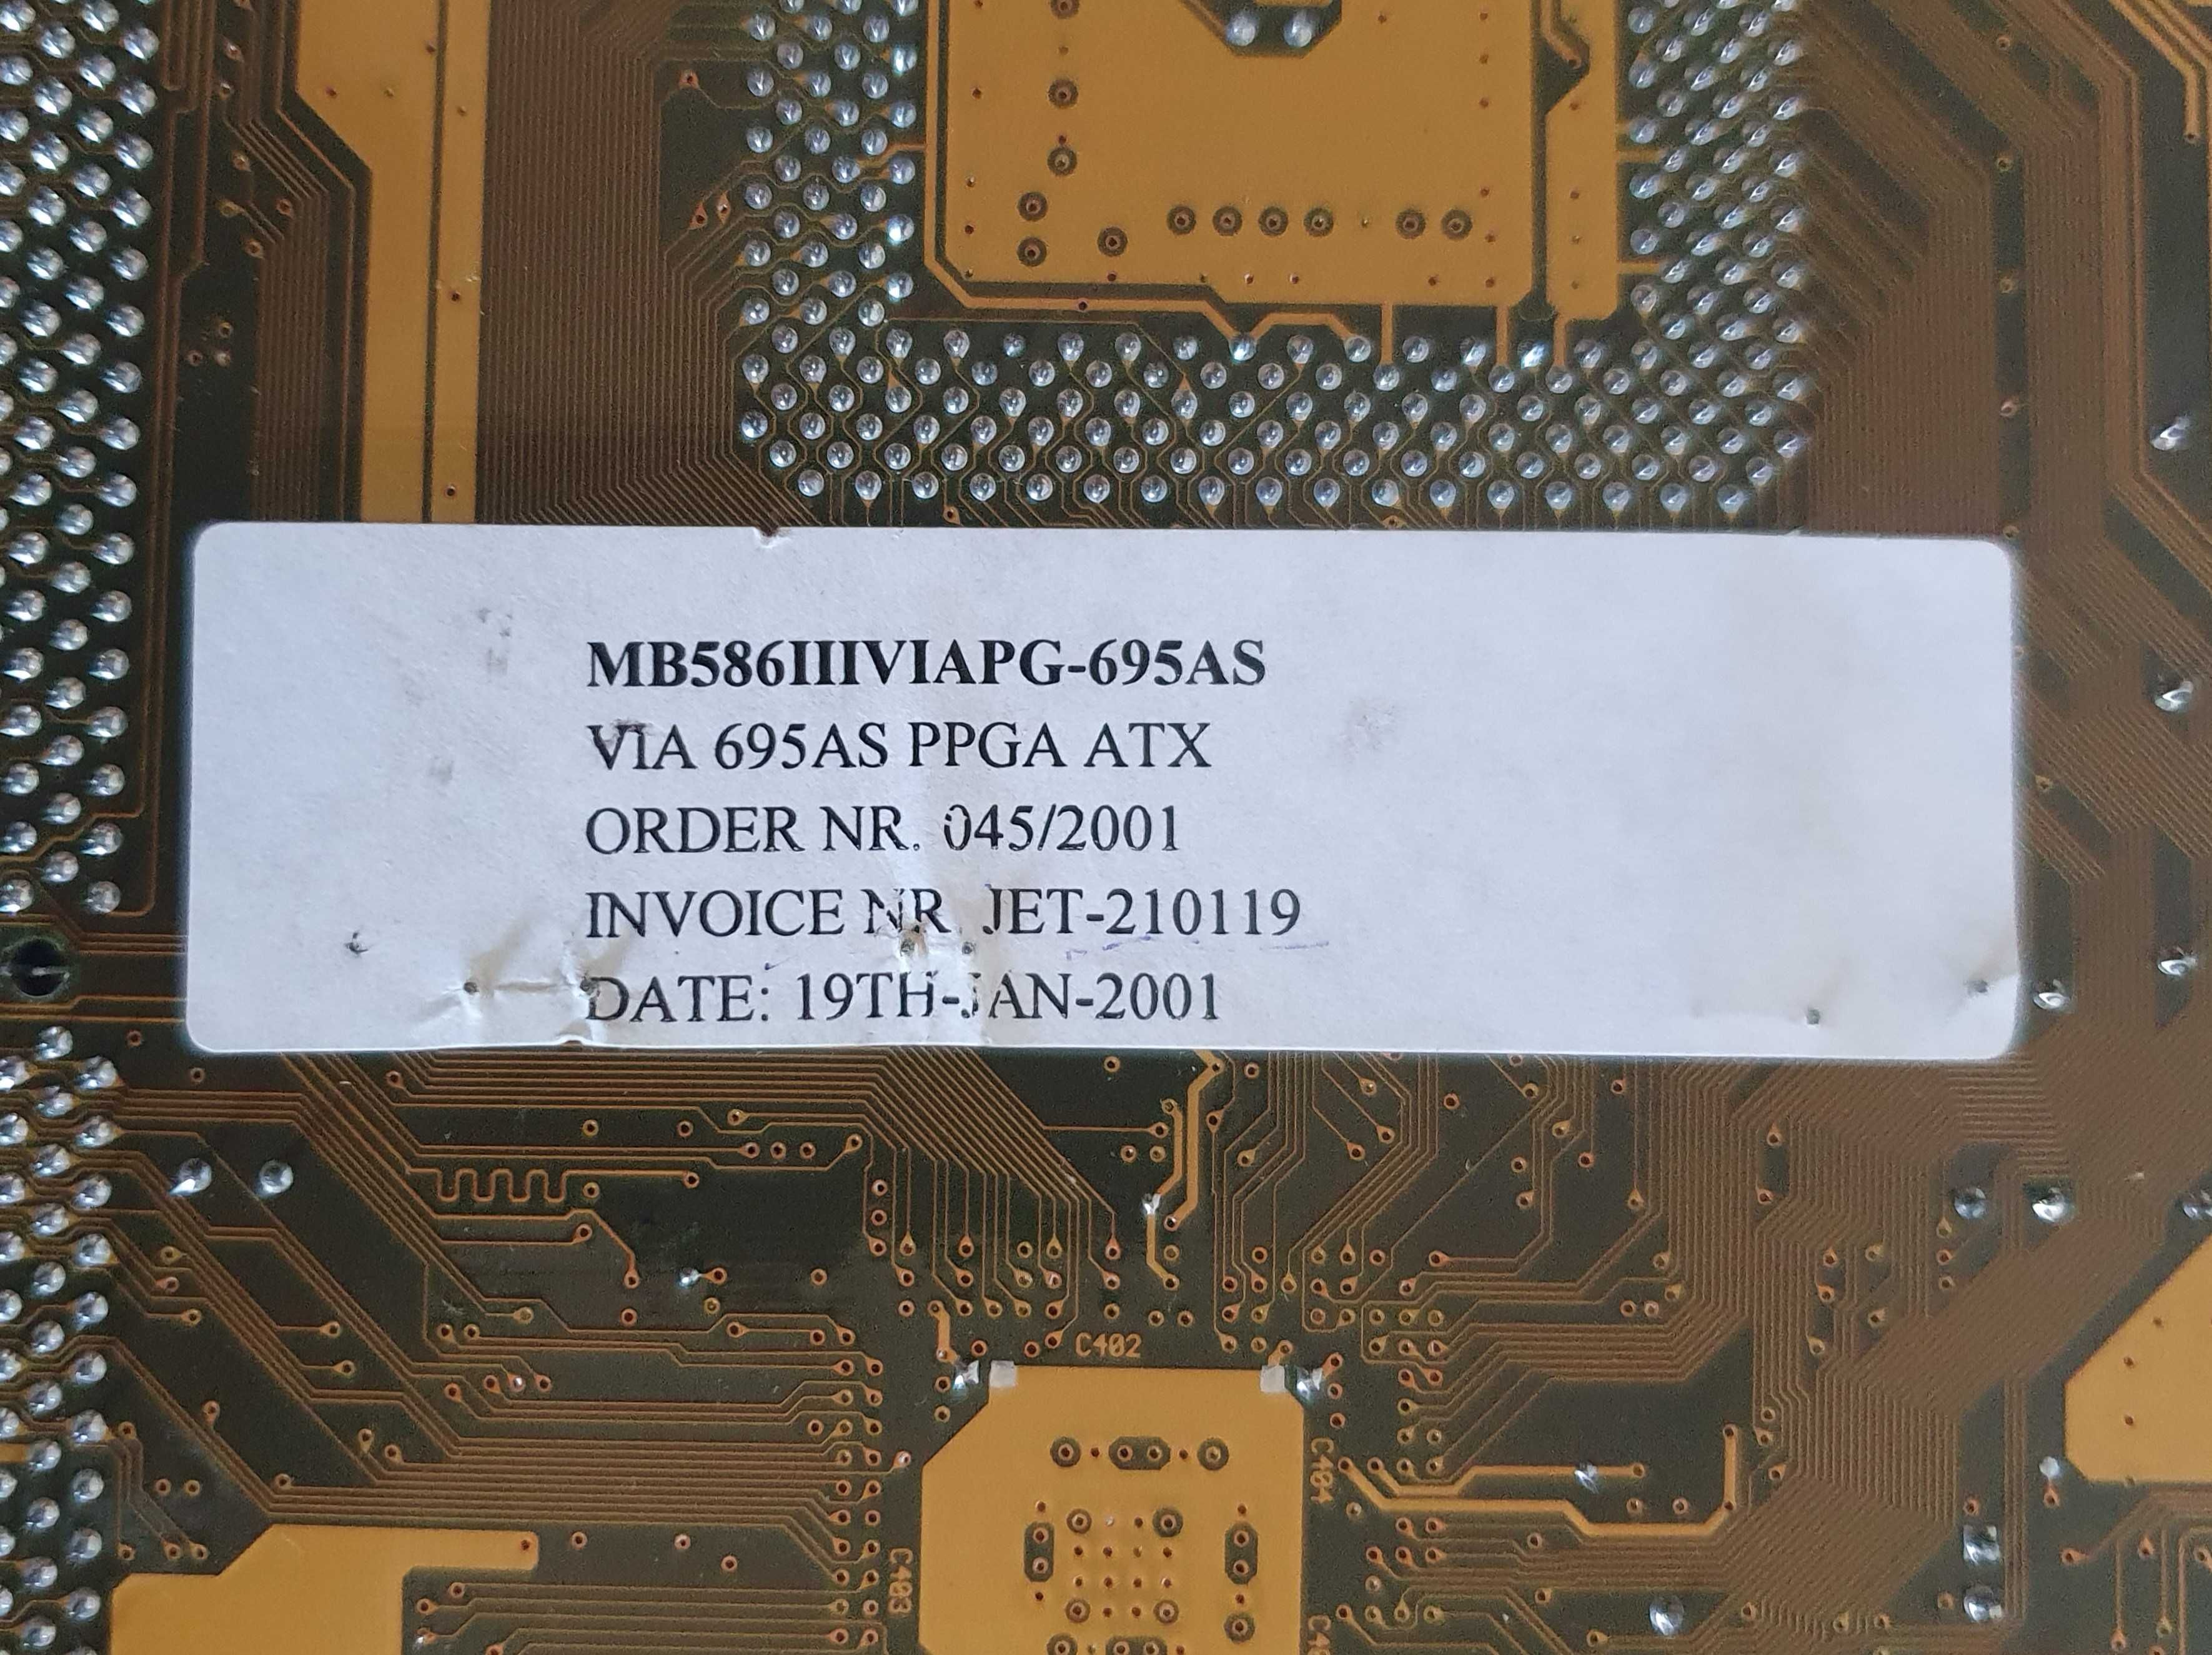 MB586IIIVIAPG-695AS
VIA 695AS PPGA ATX
ORDER NR. 045/2001
INVOICE NR. JET-210119
DATE: 19TH-JAN-2001
C402
C404
C403